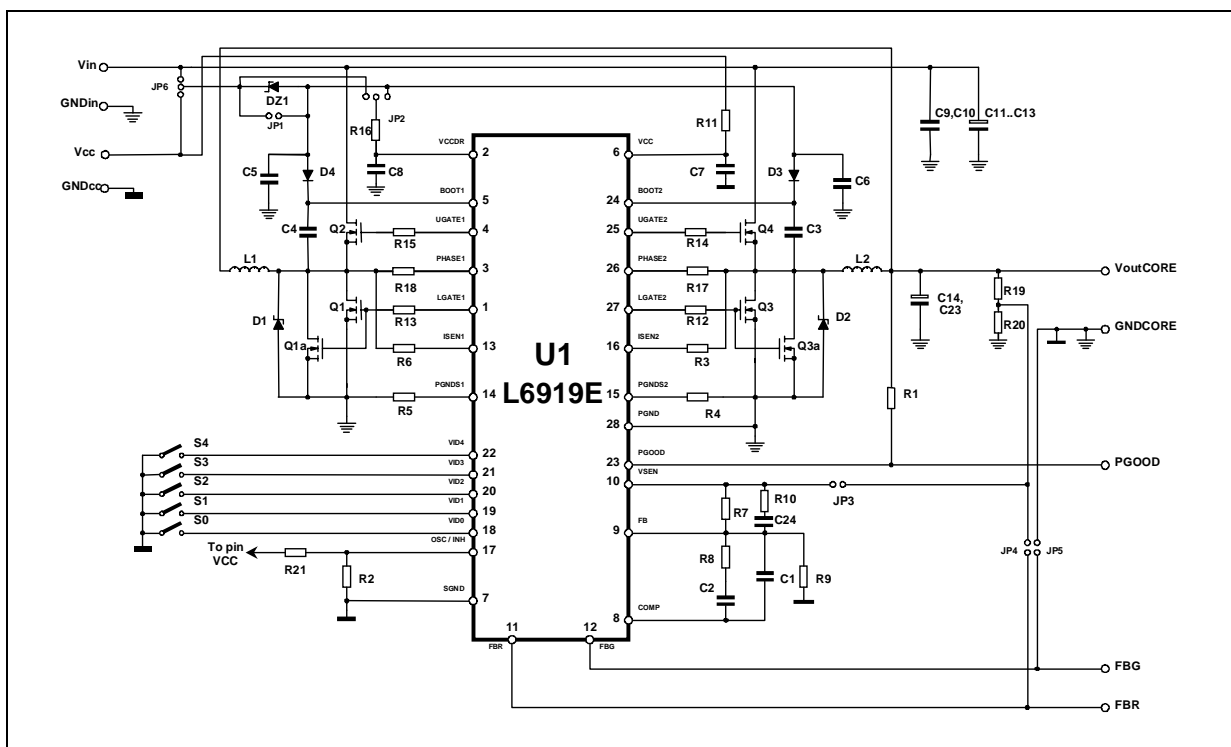 Vin
JP6
GNDin
Vcc
GNDcc
DZ1
JP1
R16
JP2
VCCDR
2
C8
C5
D4
BOOT1
5
C4
Q2
UGATE1
4
R15
L1
PHASE1
3
R18
Q1
LGATE1
1
R13
D1
Q1a
ISEN1
13
R6
PGNDS1
14
R5
S4
VID4
22
S3
VID3
21
S2
VID2
20
S1
VID1
19
S0
VID0
18
OSC / INH
17
To pin
VCC
R21
R2
SGND
7
U1
L6919E
11
FBR
12
FBG
R11
6
VCC
C7
D3
C6
24
BOOT2
25
UGATE2
R14
Q4
C3
26
PHASE2
R17
L2
27
LGATE2
R12
Q3
D2
16
ISEN2
R3
Q3a
15
PGNDS2
R4
28
PGND
23
PGOOD
10
VSEN
R7
R10
C24
JP3
9
FB
R8
C2
C1
R9
8
COMP
C9,C10
C11..C13
C14,
C23
R19
R20
R1
VoutCORE
GNDCORE
PGOOD
JP4
JP5
FBG
FBR